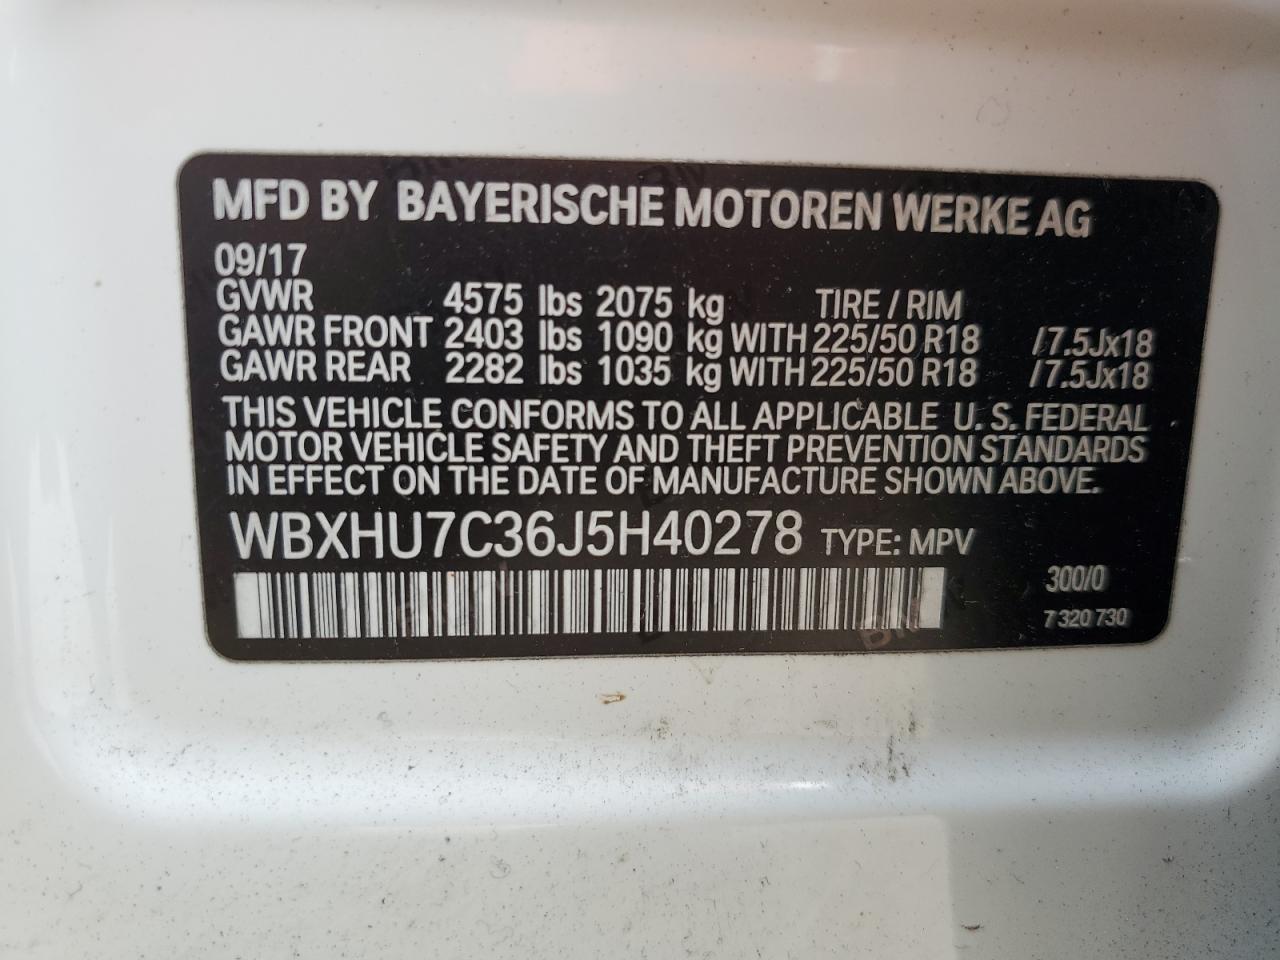 MFD BY BAYERISCHE MOTOREN WERKE AG
09/17
GVWR 4575 lbs 2075 kg TIRE / RIM
GAWR FRONT 2403 lbs 1090 kg WITH 225/50 R18 /7.5Jx18
GAWR REAR 2282 lbs 1035 kg WITH 225/50 R18 /7.5Jx18
THIS VEHICLE CONFORMS TO ALL APPLICABLE U. S. FEDERAL
MOTOR VEHICLE SAFETY AND THEFT PREVENTION STANDARDS
IN EFFECT ON THE DATE OF MANUFACTURE SHOWN ABOVE.
WBXHU7C36J5H40278 TYPE: MPV
300/0
7 320 730